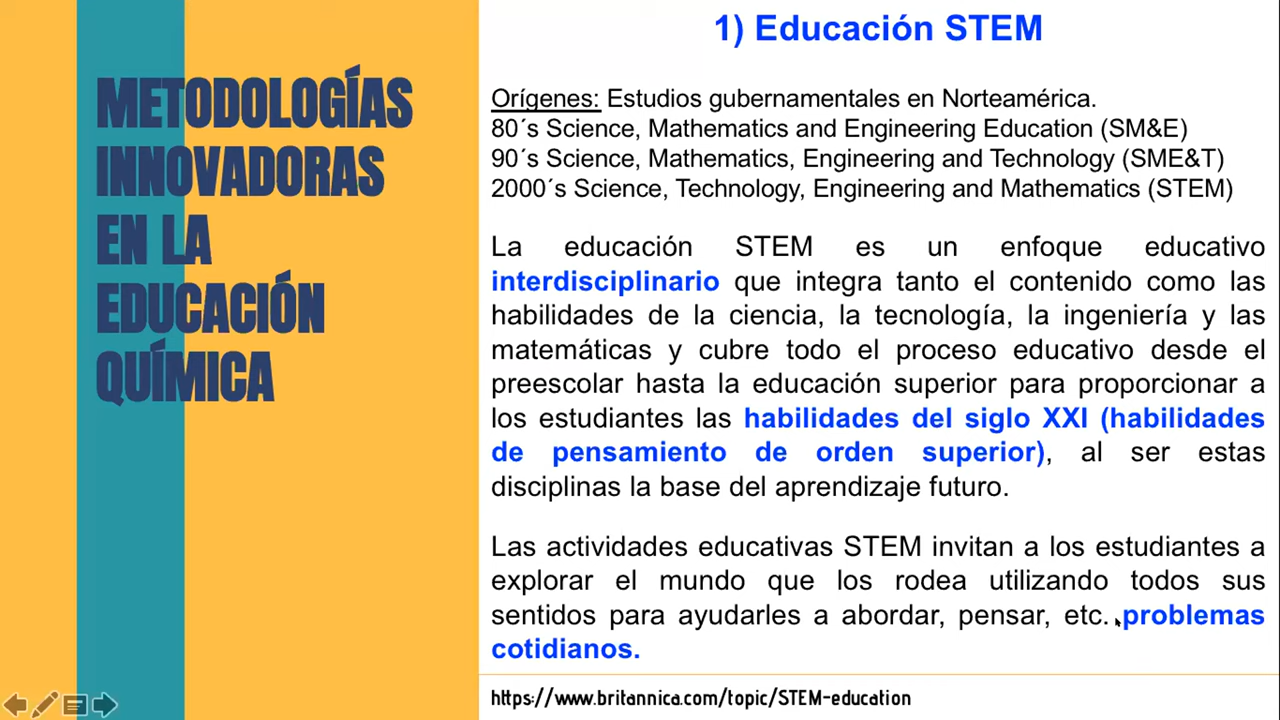 METODOLOGÍAS
INNOVADORAS
EN LA
EDUCACIÓN
QUÍMICA
1) Educación STEM
Orígenes: Estudios gubernamentales en Norteamérica.
80´s Science, Mathematics and Engineering Education (SM&E)
90´s Science, Mathematics, Engineering and Technology (SME&T)
2000´s Science, Technology, Engineering and Mathematics (STEM)
La educación STEM es un enfoque educativo
interdisciplinario que integra tanto el contenido como las
habilidades de la ciencia, la tecnología, la ingeniería y las
matemáticas y cubre todo el proceso educativo desde el
preescolar hasta la educación superior para proporcionar a
los estudiantes las habilidades del siglo XXI (habilidades
de pensamiento de orden superior), al ser estas
disciplinas la base del aprendizaje futuro.
Las actividades educativas STEM invitan a los estudiantes a
explorar el mundo que los rodea utilizando todos sus
sentidos para ayudarles a abordar, pensar, etc. problemas
cotidianos.
https://www.britannica.com/topic/STEM-education